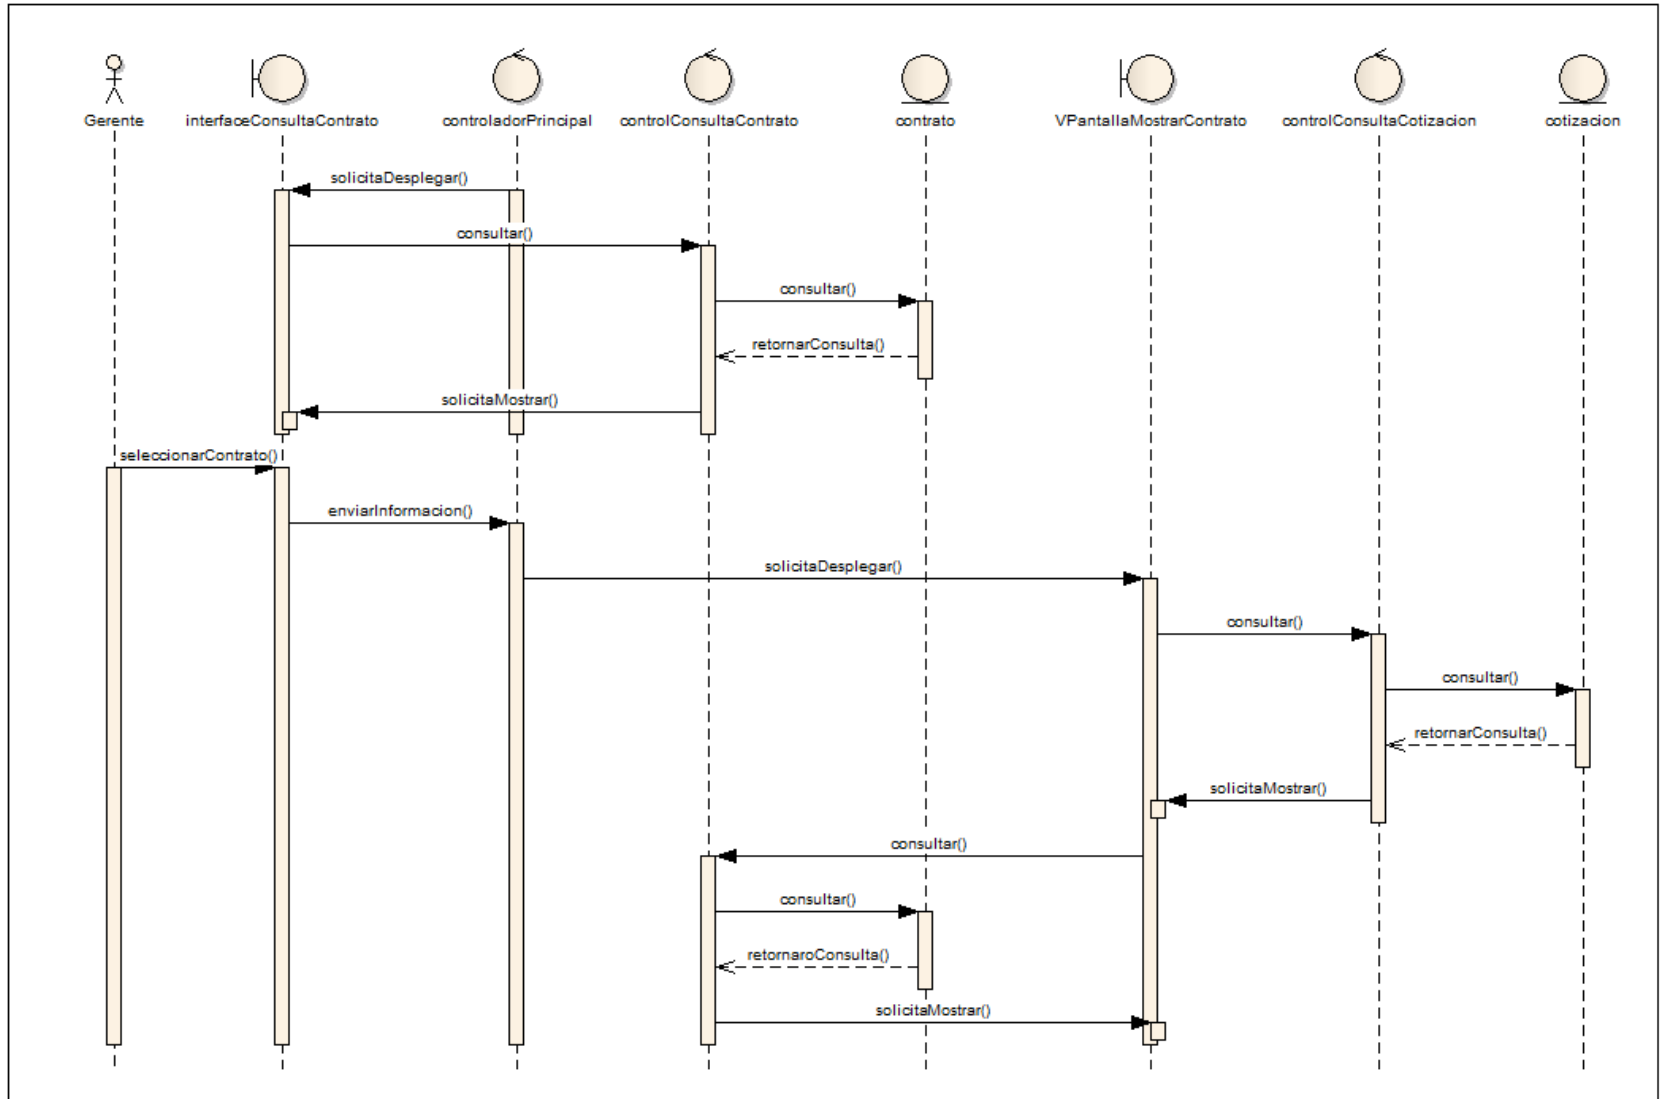 Gerente
interfaceConsultaContrato
controladorPrincipal
controlConsultaContrato
contrato
VPantallaMostrarContrato
controlConsultaCotizacion
cotizacion
solicitaDesplegar()
consultar()
consultar()
retornarConsulta()
solicitaMostrar()
seleccionarContrato()
enviarInformacion()
solicitaDesplegar()
consultar()
consultar()
retornarConsulta()
solicitaMostrar()
consultar()
consultar()
retornaroConsulta()
solicitaMostrar()